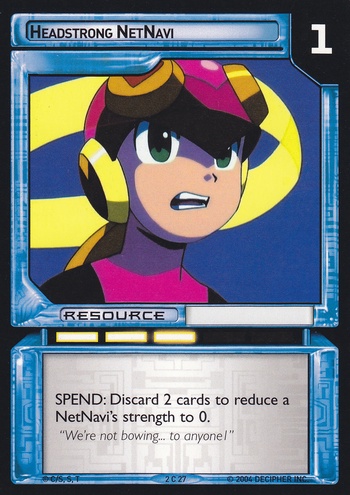 Headstrong NetNavi
1
RESOURCE
SPEND: Discard 2 cards to reduce a
NetNavi's strength to 0.
"We're not bowing... to anyone!"
© C/S, S, T 2 C 27 © 2004 DECIPHER INC.